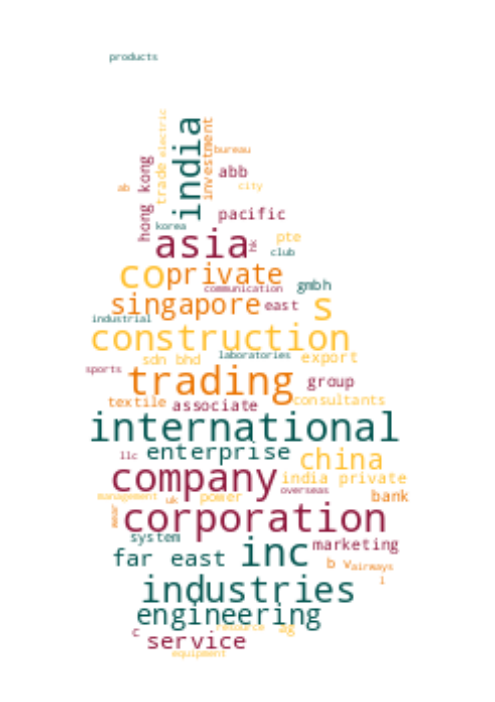 products
electric
india
investment
bureau
hong kong
trade
abb
ab
city
pacific
korea
asia
hk
pte
club
co
private
communication
gmbh
singapore
east
s
industrial
construction
sdn bhd
laboratories
export
sports
trading
group
textile
associate
consultants
international
llc
enterprise
china
company
india private
overseas
management
uk
power
bank
wear
corporation
system
inc
marketing
far east
b v
airways
l
industries
engineering
c
resource
ag
service
equipment